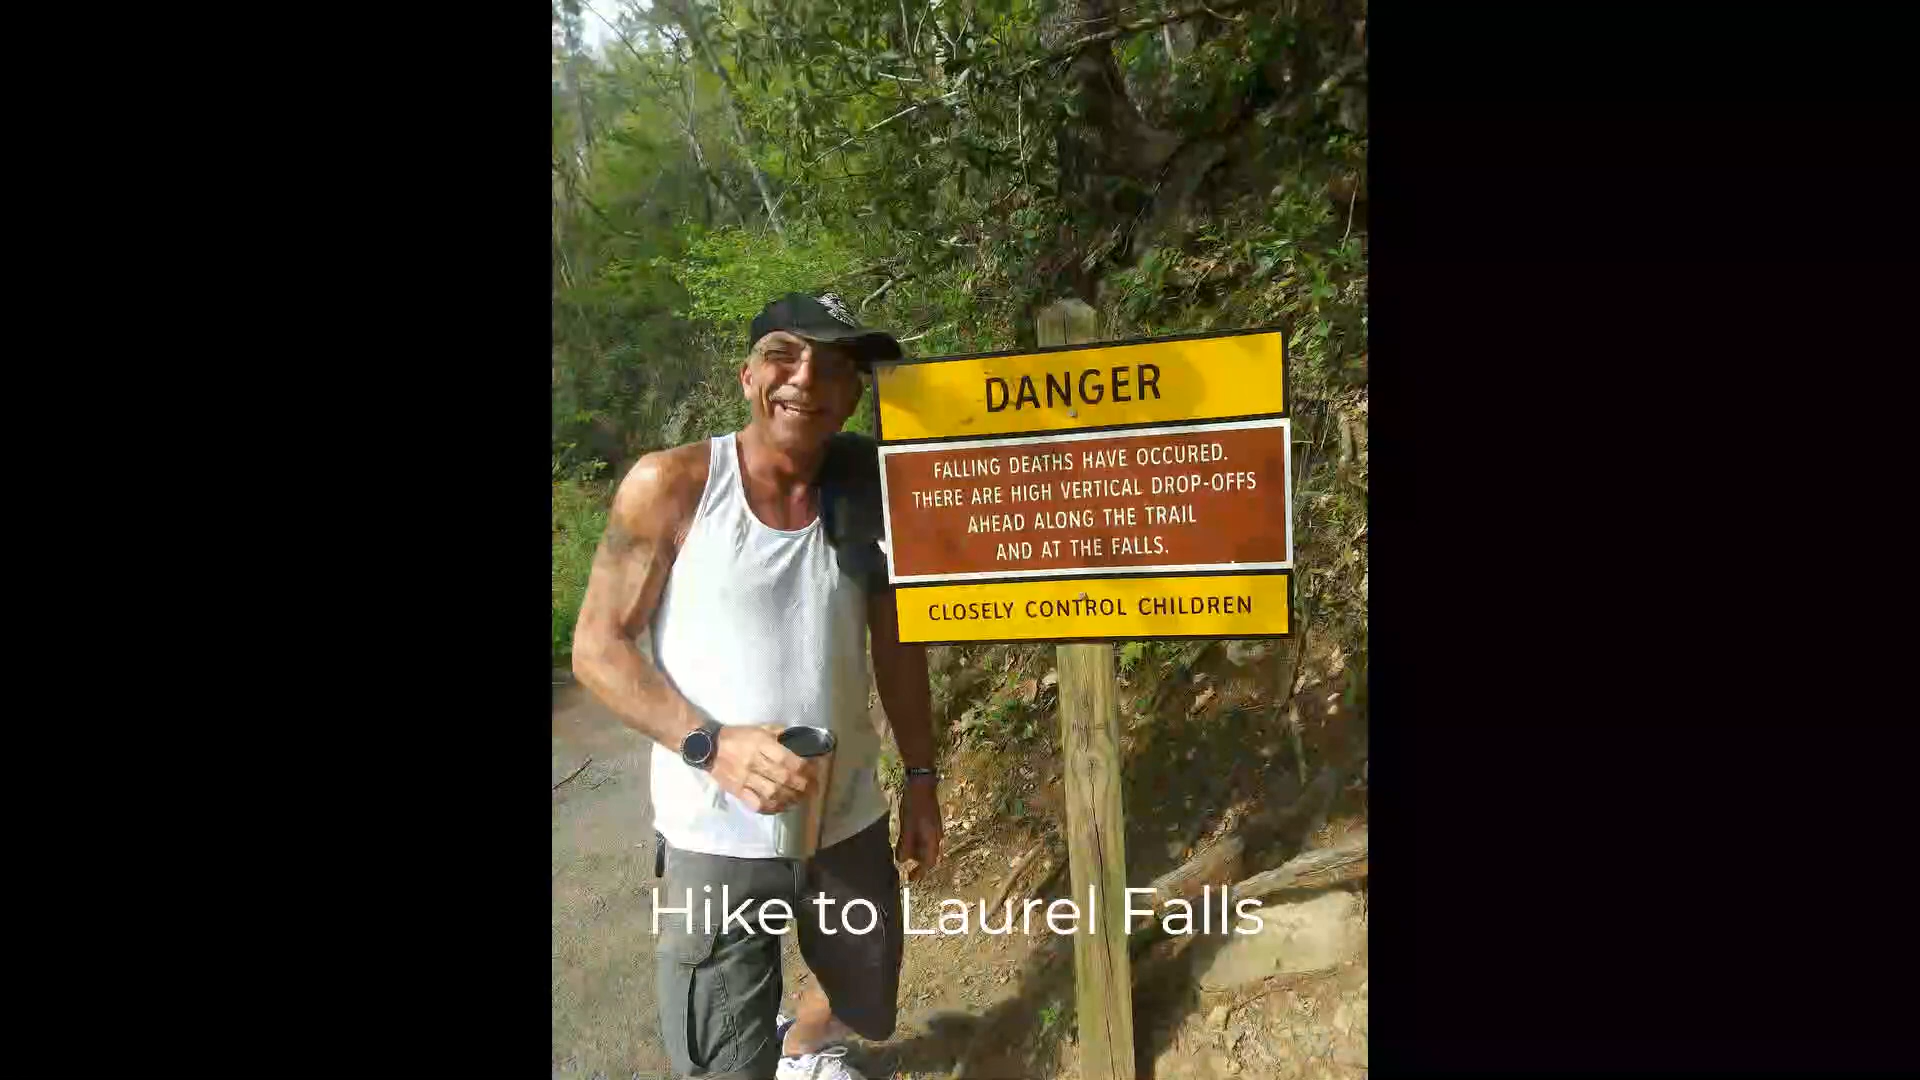 DANGER
FALLING DEATHS HAVE OCCURED.
THERE ARE HIGH VERTICAL DROP-OFFS
AHEAD ALONG THE TRAIL
AND AT THE FALLS.
CLOSELY CONTROL CHILDREN
Hike to Laurel Falls